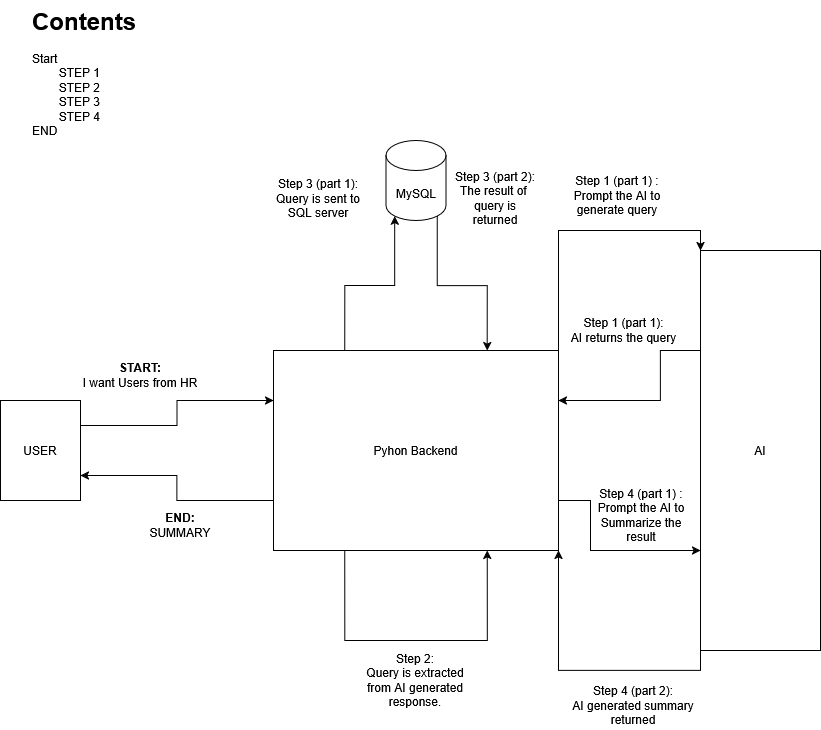 Contents
Start
STEP 1
STEP 2
STEP 3
STEP 4
END
Step 3 (part 1):
Query is sent to
SQL server
MySQL
Step 3 (part 2):
The result of
query is
returned
Step 1 (part 1) :
Prompt the AI to
generate query
Step 1 (part 1):
AI returns the query
START:
I want Users from HR
USER
Pyhon Backend
AI
END:
SUMMARY
Step 4 (part 1) :
Prompt the AI to
Summarize the
result
Step 2:
Query is extracted
from AI generated
response.
Step 4 (part 2):
AI generated summary
returned